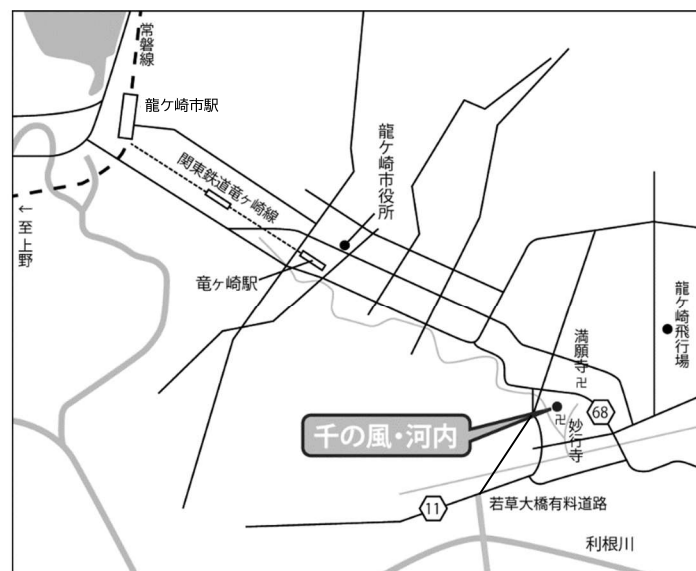 常磐線
龍ケ崎市駅
関東鉄道竜ヶ崎線
龍ケ崎市役所
←至上野
竜ヶ崎駅
龍ケ崎飛行場
満願寺
卍
68
千の風・河内
卍
妙行寺
11
若草大橋有料道路
利根川